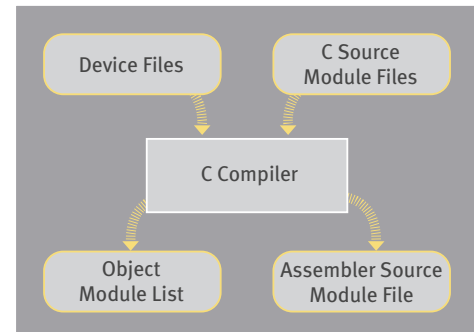 Device Files
C Source
Module Files
C Compiler
Object
Module List
Assembler Source
Module File